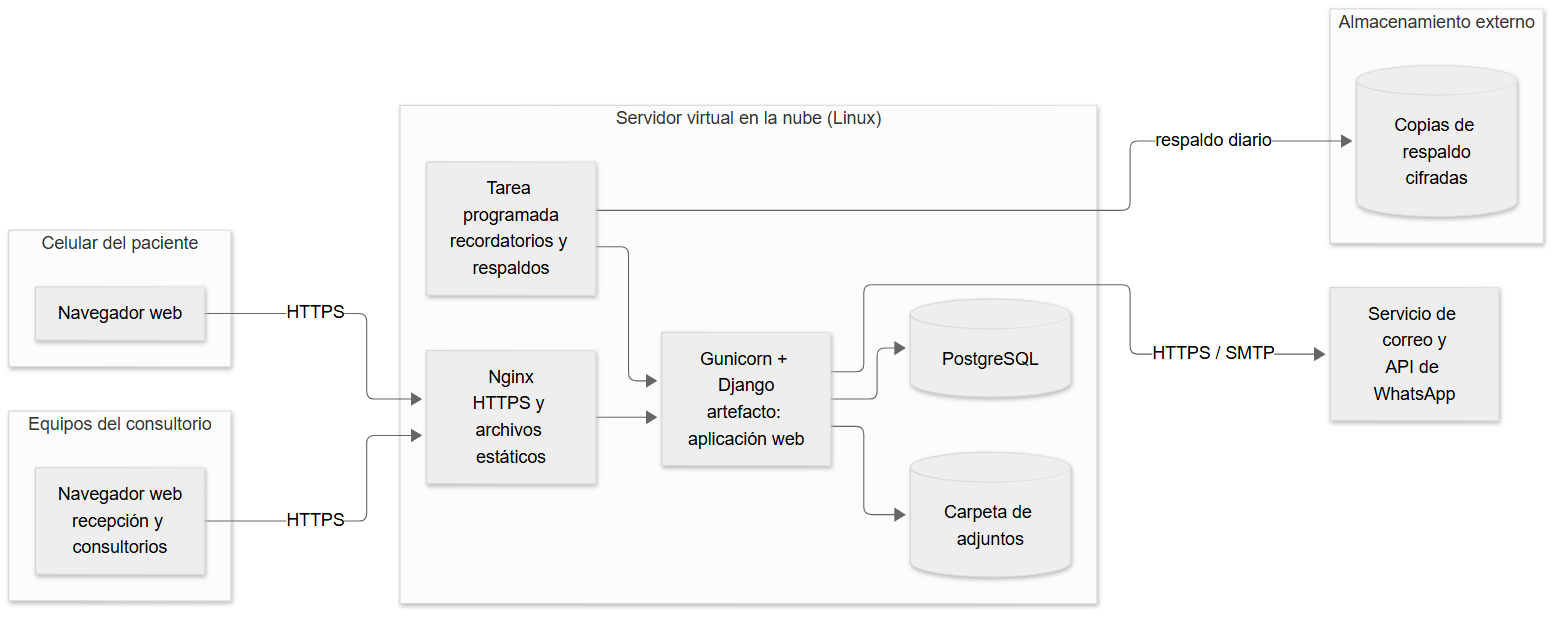 Almacenamiento externo
Copias de
respaldo
cifradas
Servidor virtual en la nube (Linux)
respaldo diario
Tarea
programada
recordatorios y
respaldos
Celular del paciente
Navegador web
HTTPS
Equipos del consultorio
Navegador web
recepción y
consultorios
HTTPS
Nginx
HTTPS y
archivos
estáticos
Gunicorn +
Django
artefacto:
aplicación web
PostgreSQL
Carpeta de
adjuntos
HTTPS / SMTP
Servicio de
correo y
API de
WhatsApp